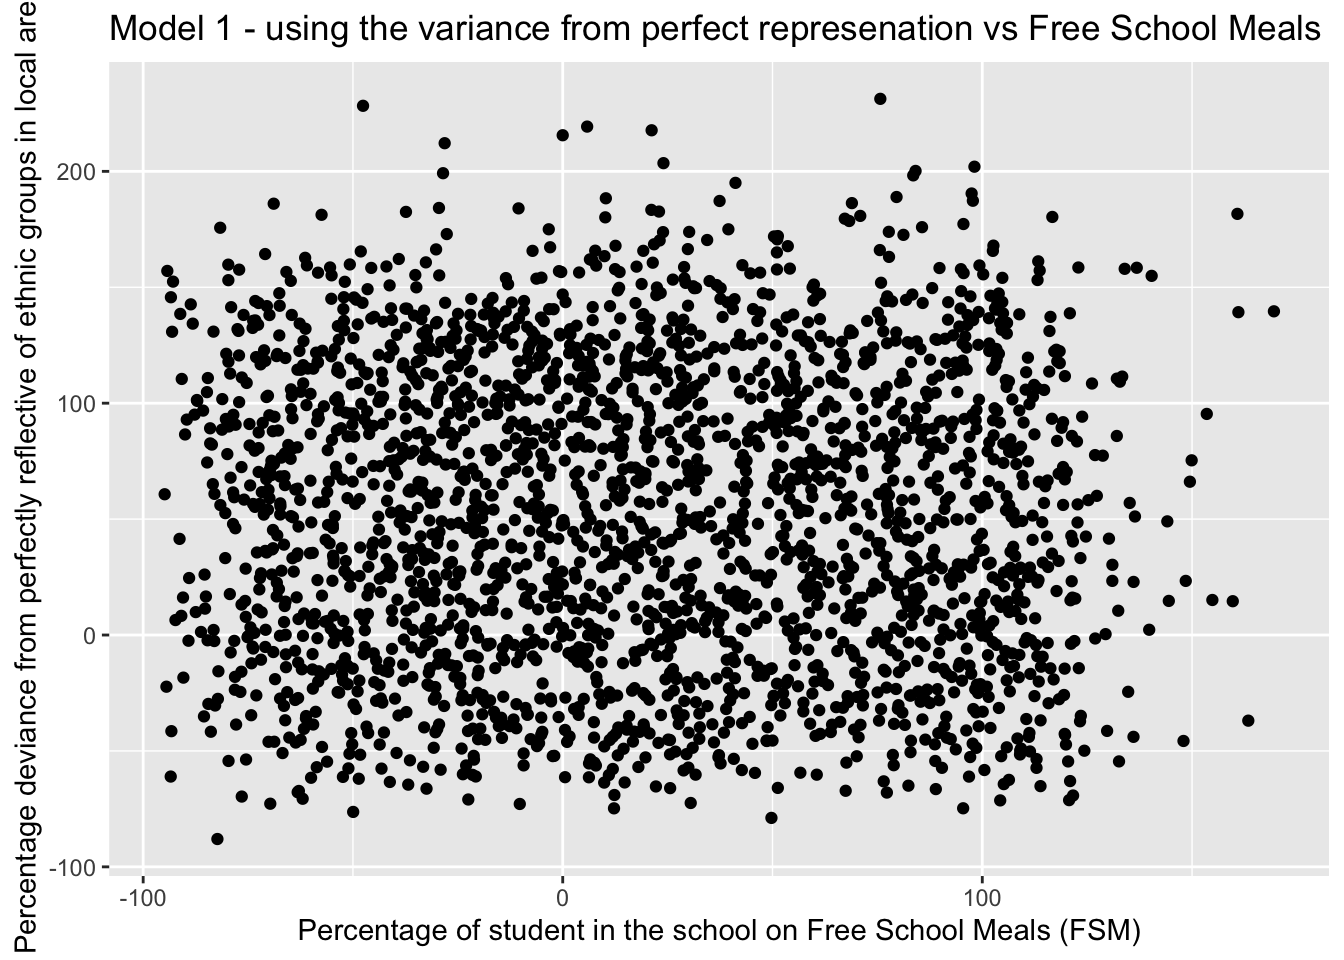 Model 1 - using the variance from perfect represenation vs Free School Meals
Percentage deviance from perfectly reflective of ethnic groups in local are
200
100
0
-100
-100
0
100
Percentage of student in the school on Free School Meals (FSM)